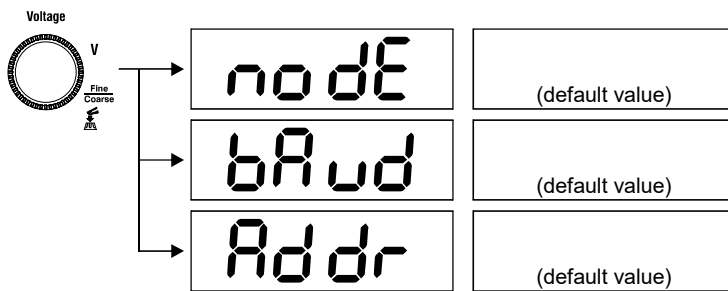 Voltage
V
Fine
Coarse
nodE
(default value)
bAud
(default value)
Addr
(default value)